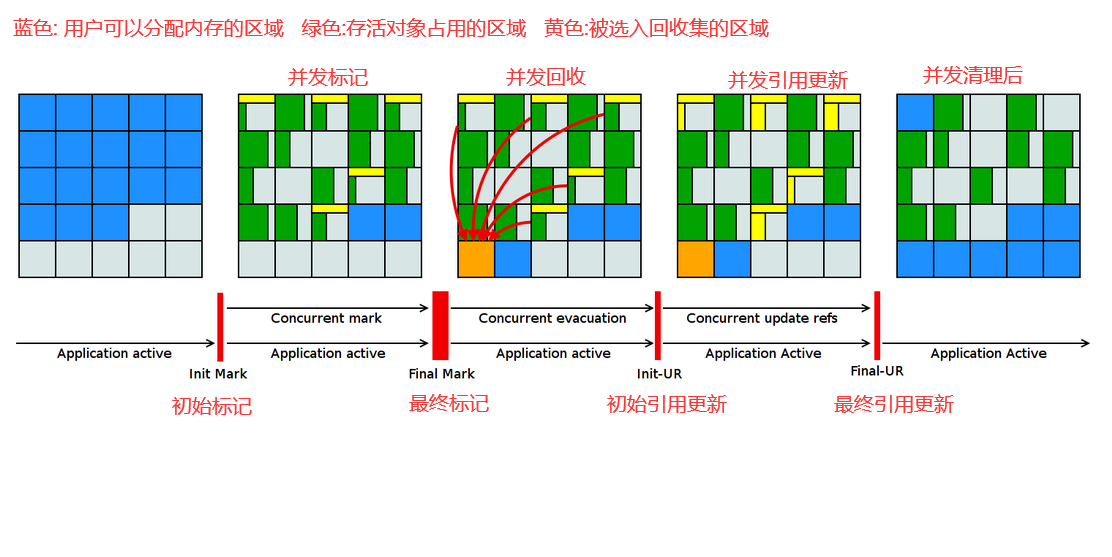 蓝色: 用户可以分配内存的区域 绿色:存活对象占用的区域 黄色:被选入回收集的区域
并发标记 并发回收 并发引用更新 并发清理后
Concurrent mark Concurrent evacuation Concurrent update refs
Application active Application active Application active Application Active Application Active
Init Mark Final Mark Init-UR Final-UR
初始标记 最终标记 初始引用更新 最终引用更新